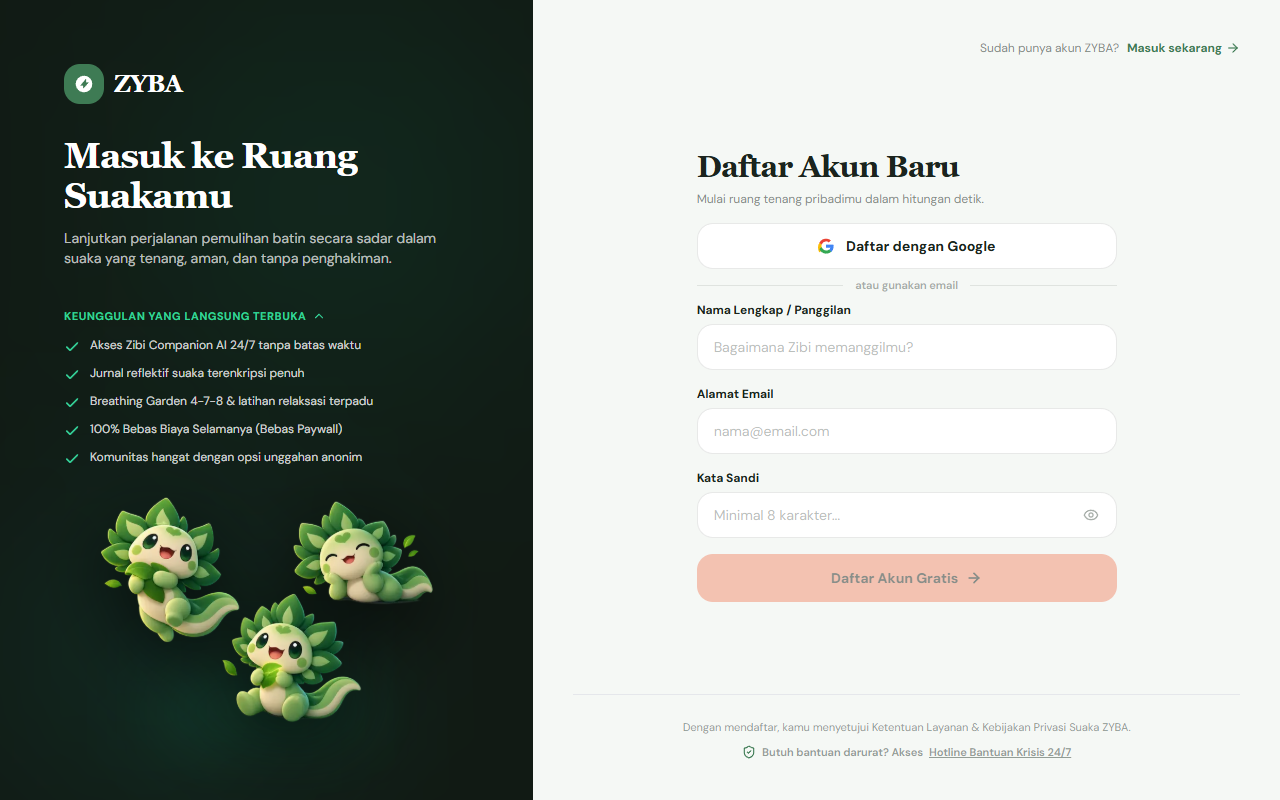 ZYBA
Masuk ke Ruang
Suakamu
Lanjutkan perjalanan pemulihan batin secara sadar dalam
suaka yang tenang, aman, dan tanpa penghakiman.
KEUNGGULAN YANG LANGSUNG TERBUKA
Akses Zibi Companion AI 24/7 tanpa batas waktu
Jurnal reflektif suaka terenkripsi penuh
Breathing Garden 4-7-8 & latihan relaksasi terpadu
100% Bebas Biaya Selamanya (Bebas Paywall)
Komunitas hangat dengan opsi unggahan anonim
Sudah punya akun ZYBA? Masuk sekarang →
Daftar Akun Baru
Mulai ruang tenang pribadimu dalam hitungan detik.
Daftar dengan Google
atau gunakan email
Nama Lengkap / Panggilan
Bagaimana Zibi memanggilmu?
Alamat Email
nama@email.com
Kata Sandi
Minimal 8 karakter...
Daftar Akun Gratis →
Dengan mendaftar, kamu menyetujui Ketentuan Layanan & Kebijakan Privasi Suaka ZYBA.
Butuh bantuan darurat? Akses Hotline Bantuan Krisis 24/7